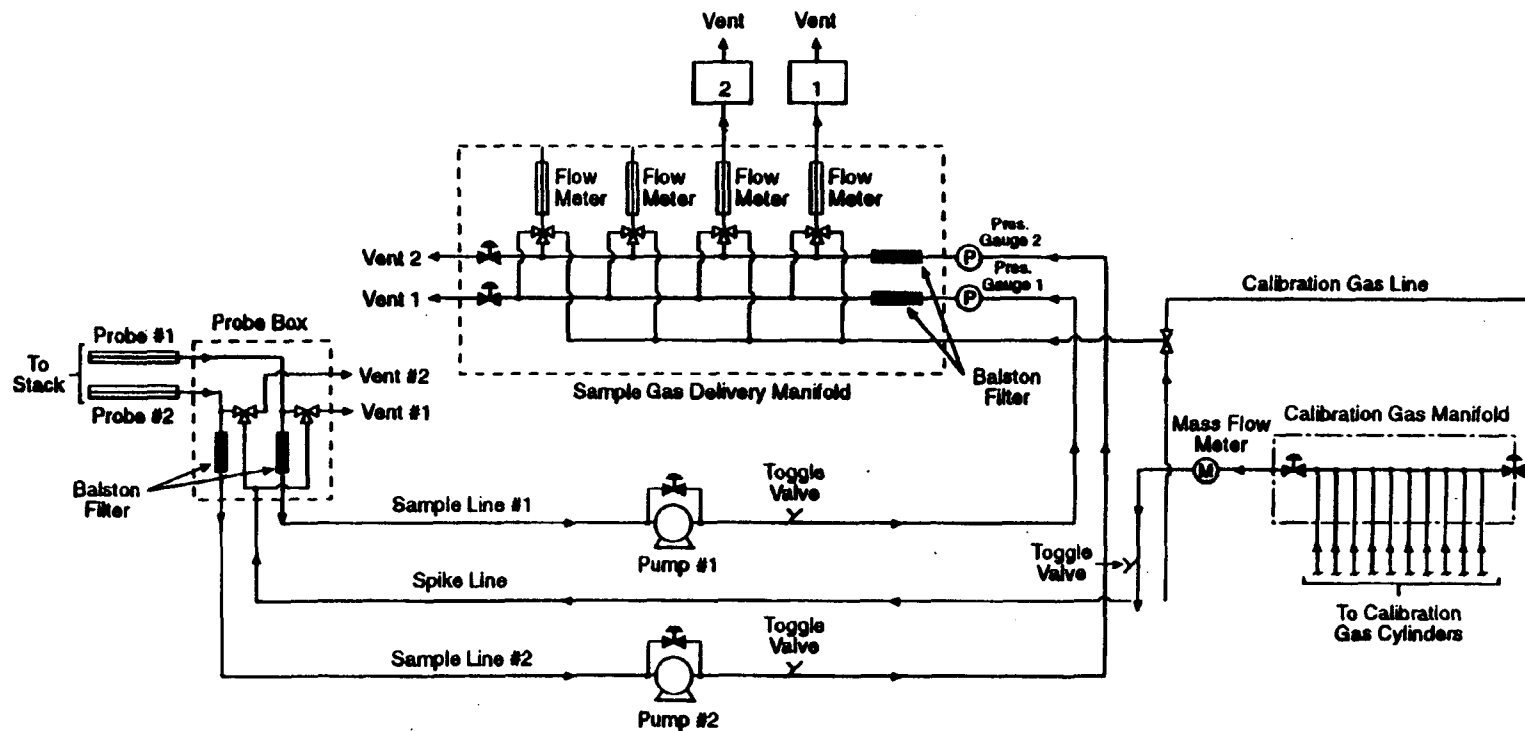 Vent
Vent
2
1
Flow
Meter
Flow
Meter
Flow
Meter
Flow
Meter
Pres.
Gauge 2
P
Vent 2
Pres.
Gauge 1
P
Vent 1
Calibration Gas Line
Probe Box
Probe #1
To
Stack
Vent #2
Probe #2
Vent #1
Sample Gas Delivery Manifold
Balston
Filter
Calibration Gas Manifold
Mass Flow
Meter
M
Balston
Filter
Sample Line #1
Toggle
Valve
Pump #1
Toggle
Valve
Spike Line
To Calibration
Gas Cylinders
Sample Line #2
Toggle
Valve
Pump #2